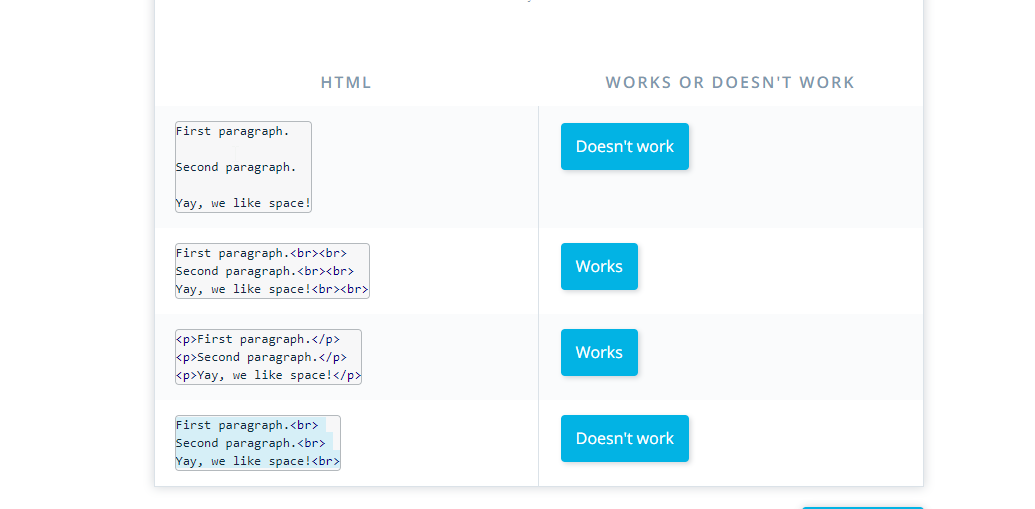 HTML
WORKS OR DOESN'T WORK
First paragraph.
Second paragraph.
Yay, we like space!
Doesn't work
First paragraph.<br><br>
Second paragraph.<br><br>
Yay, we like space!<br><br>
Works
<p>First paragraph.</p>
<p>Second paragraph.</p>
<p>Yay, we like space!</p>
Works
First paragraph.<br>
Second paragraph.<br>
Yay, we like space!<br>
Doesn't work